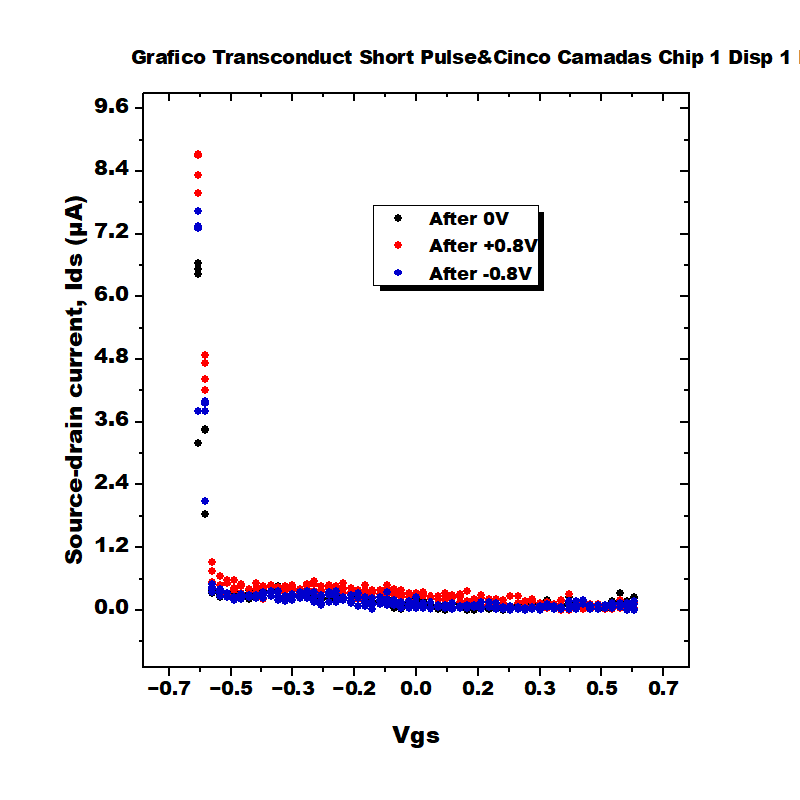 Grafico Transconduct Short Pulse&Cinco Camadas Chip 1 Disp 1
9.6
8.4
7.2
6.0
4.8
3.6
2.4
1.2
0.0
Source-drain current, Ids (µA)
After 0V
After +0.8V
After -0.8V
−0.7 −0.5 −0.3 −0.2 0.0 0.2 0.3 0.5 0.7
Vgs